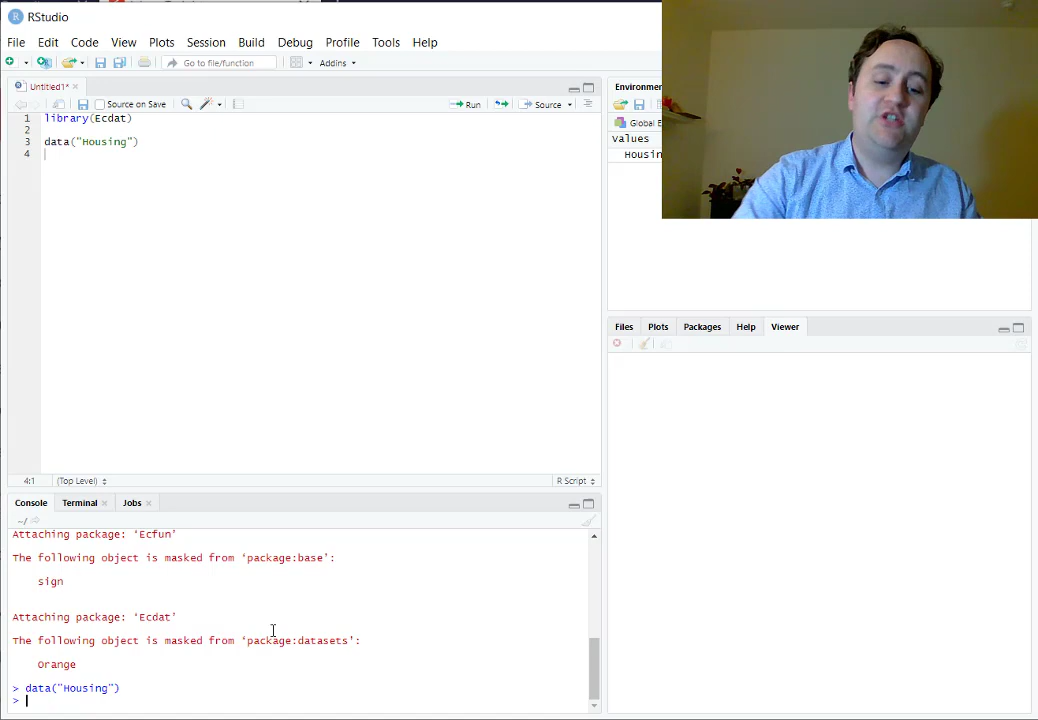 RStudio
File Edit Code View Plots Session Build Debug Profile Tools Help
Go to file/function Addins
Untitled1*
Source on Save Run Source
1 library(Ecdat)
2
3 data("Housing")
4
4:1 (Top Level) R Script
Console Terminal Jobs
~/
Attaching package: ‘Ecfun’
The following object is masked from ‘package:base’:
sign
Attaching package: ‘Ecdat’
The following object is masked from ‘package:datasets’:
Orange
> data("Housing")
>
Environmen
Global E
values
Housin
Files Plots Packages Help Viewer